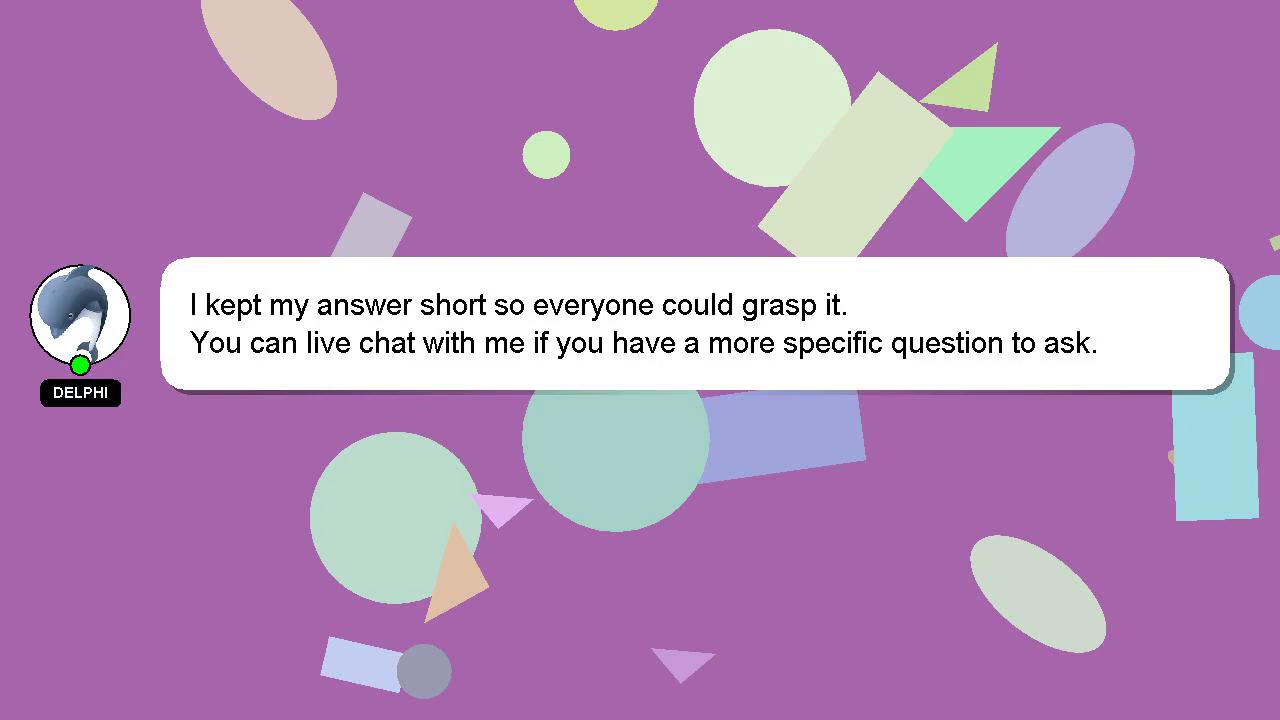 I kept my answer short so everyone could grasp it.
You can live chat with me if you have a more specific question to ask.
DELPHI